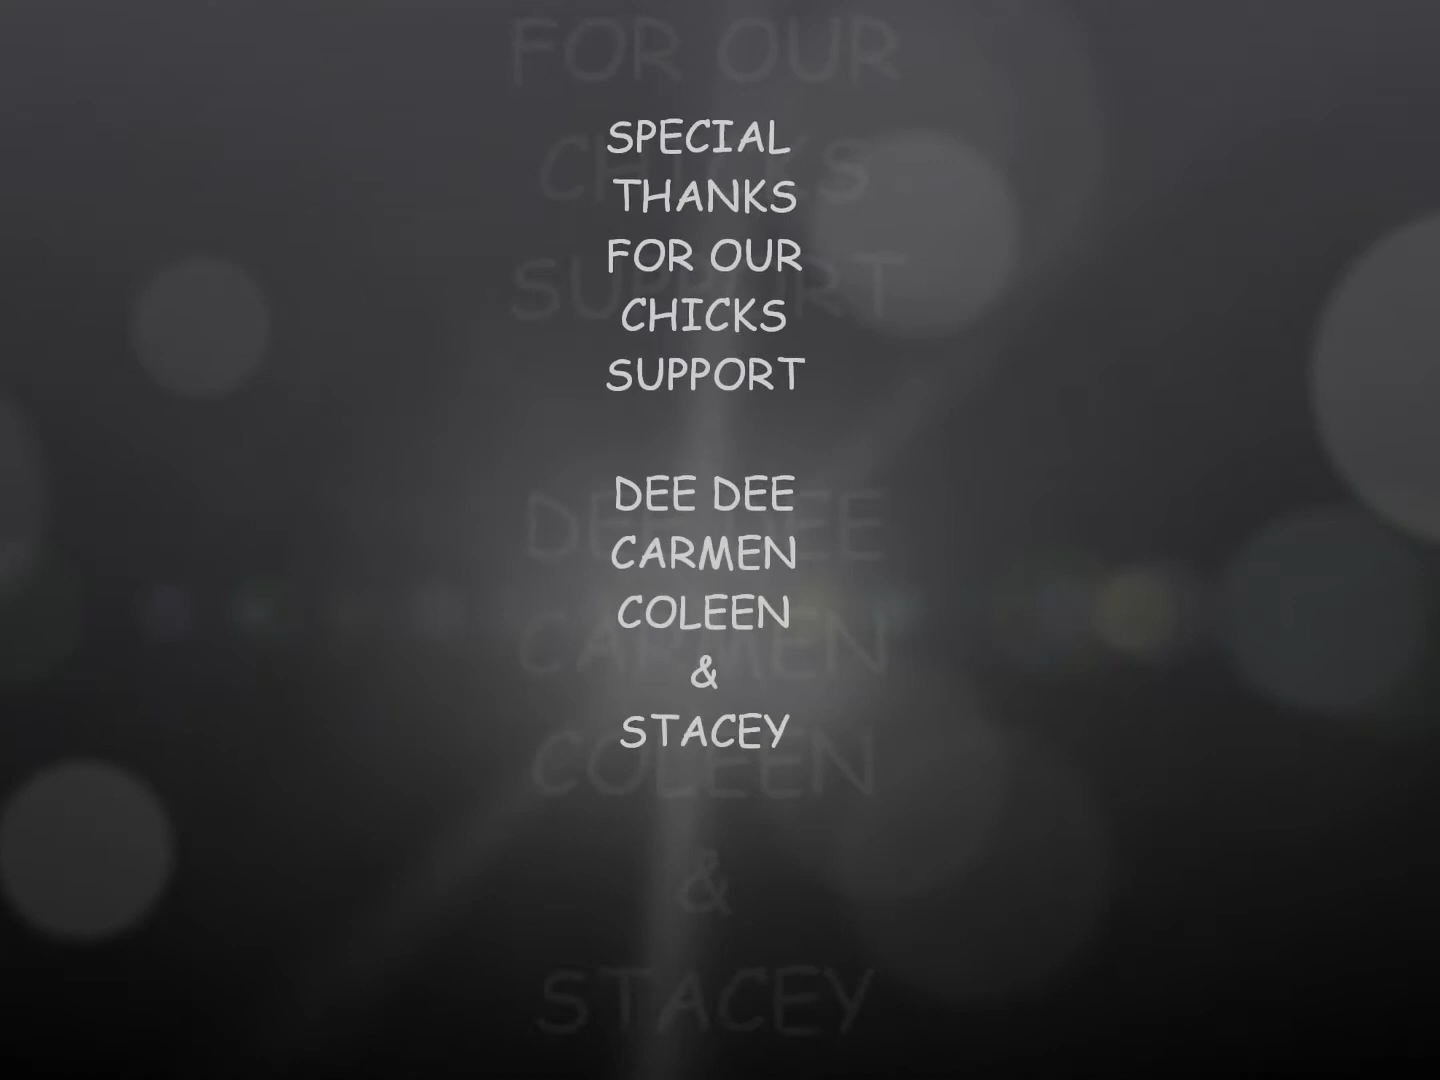 SPECIAL
THANKS
FOR OUR
CHICKS
SUPPORT
DEE DEE
CARMEN
COLEEN
&
STACEY